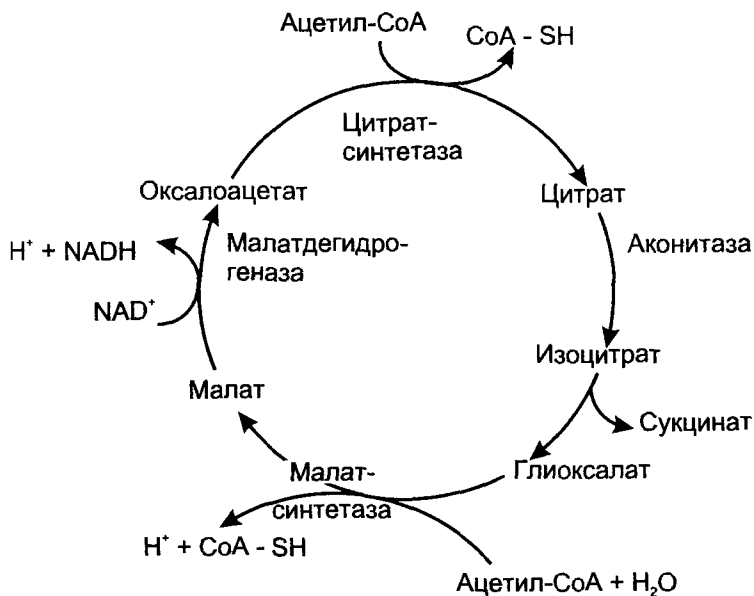 Ацетил-CoA
CoA - SH
Цитрат-
синтетаза
Оксалоацетат
Цитрат
H⁺ + NADH
Малатдегидро-
геназа
Аконитаза
NAD⁺
Изоцитрат
Малат
Сукцинат
Малат-
синтетаза
Глиоксалат
H⁺ + CoA - SH
Ацетил-CoA + H₂O